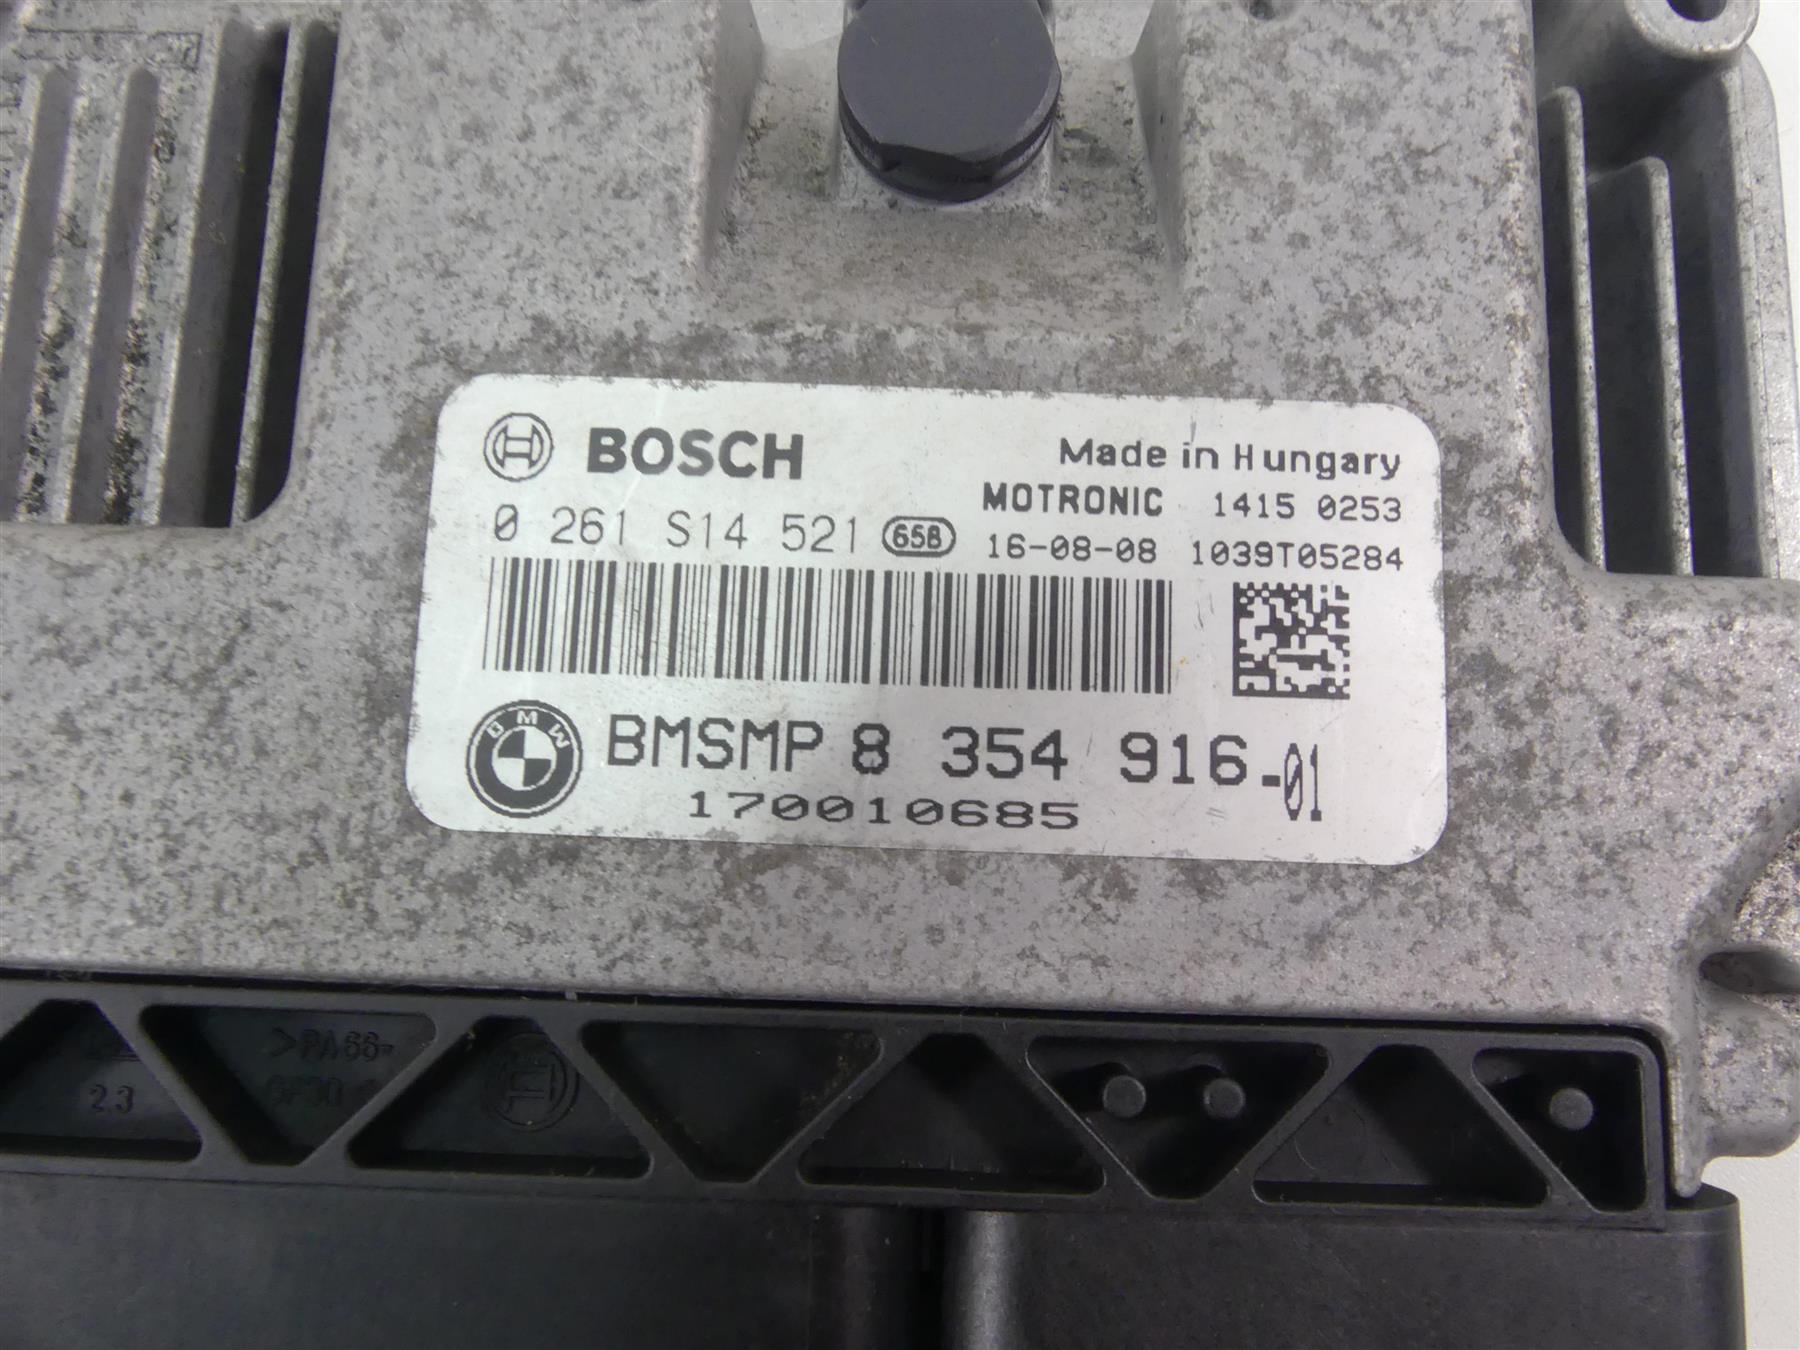 BOSCH
Made in Hungary
MOTRONIC 1415 0253
0 261 S14 521 658 16-08-08 1039T05284
BMW
BMSMP 8 354 916-01
170010685
>PA66-
2.3